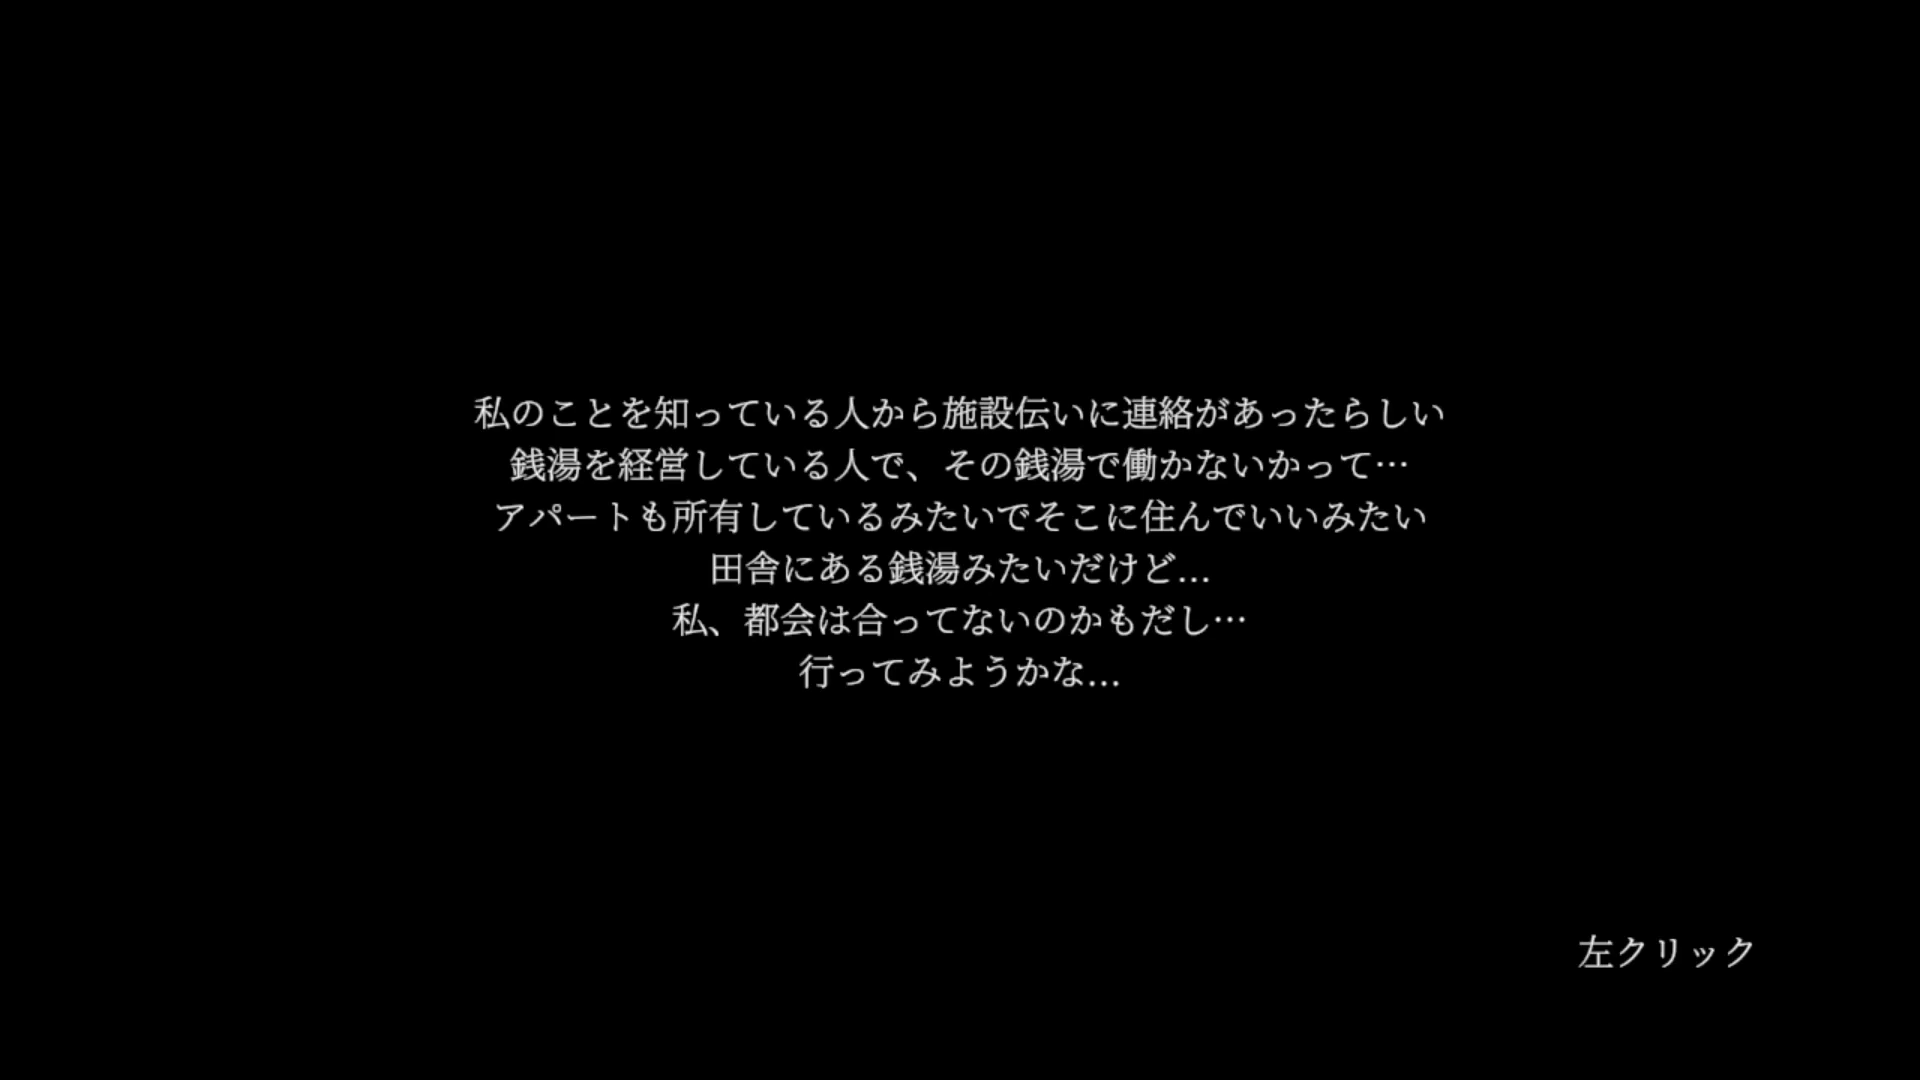 私のことを知っている人から施設伝いに連絡があったらしい
銭湯を経営している人で、その銭湯で働かないかって…
アパートも所有しているみたいでそこに住んでいいみたい
田舎にある銭湯みたいだけど...
私、都会は合ってないのかもだし…
行ってみようかな...
左クリック